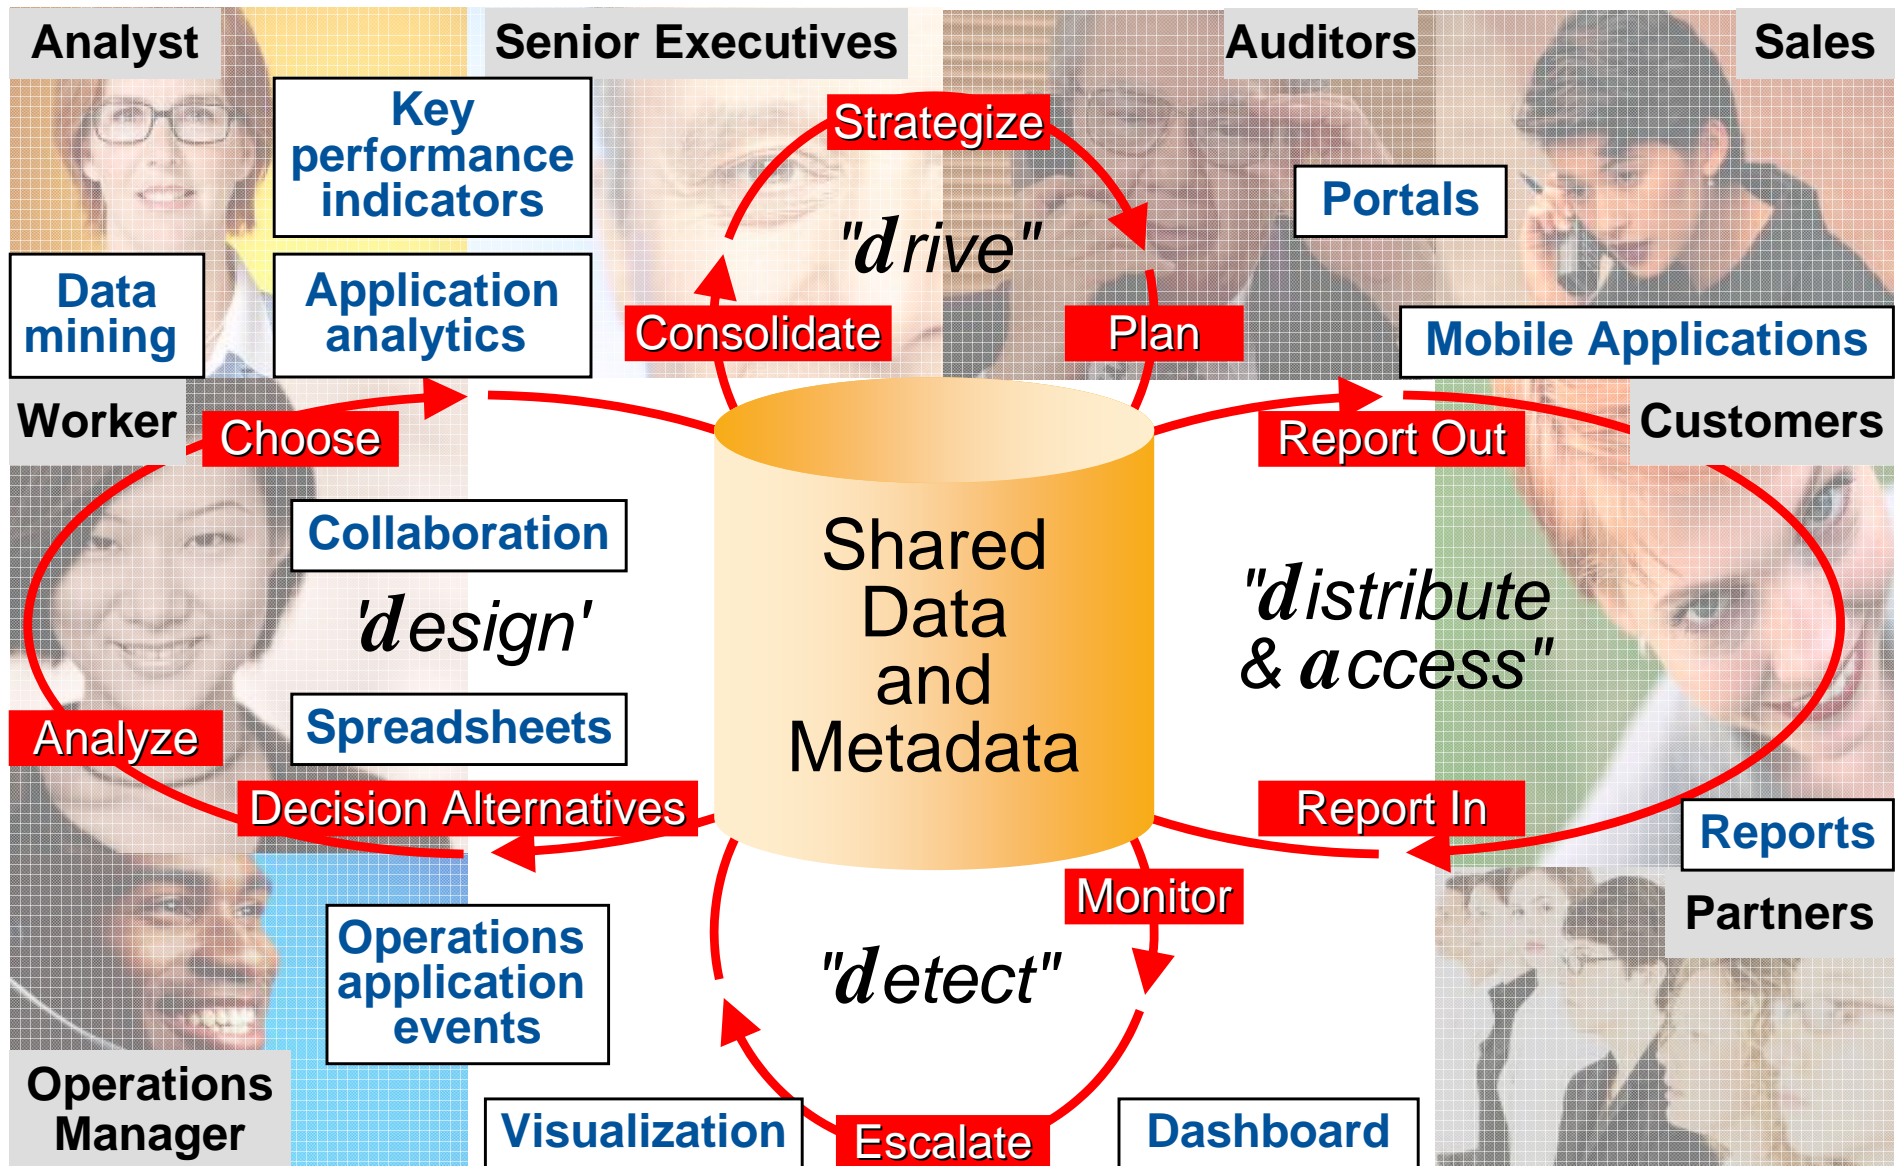 Analyst
Senior Executives
Auditors
Sales
Key
performance
indicators
Strategize
Portals
"drive"
Data
mining
Application
analytics
Consolidate
Plan
Mobile Applications
Worker
Choose
Report Out
Customers
Collaboration
'design'
Shared
Data
and
Metadata
"distribute
& access"
Spreadsheets
Analyze
Decision Alternatives
Report In
Reports
Monitor
Partners
Operations
application
events
"detect"
Operations
Manager
Visualization
Escalate
Dashboard